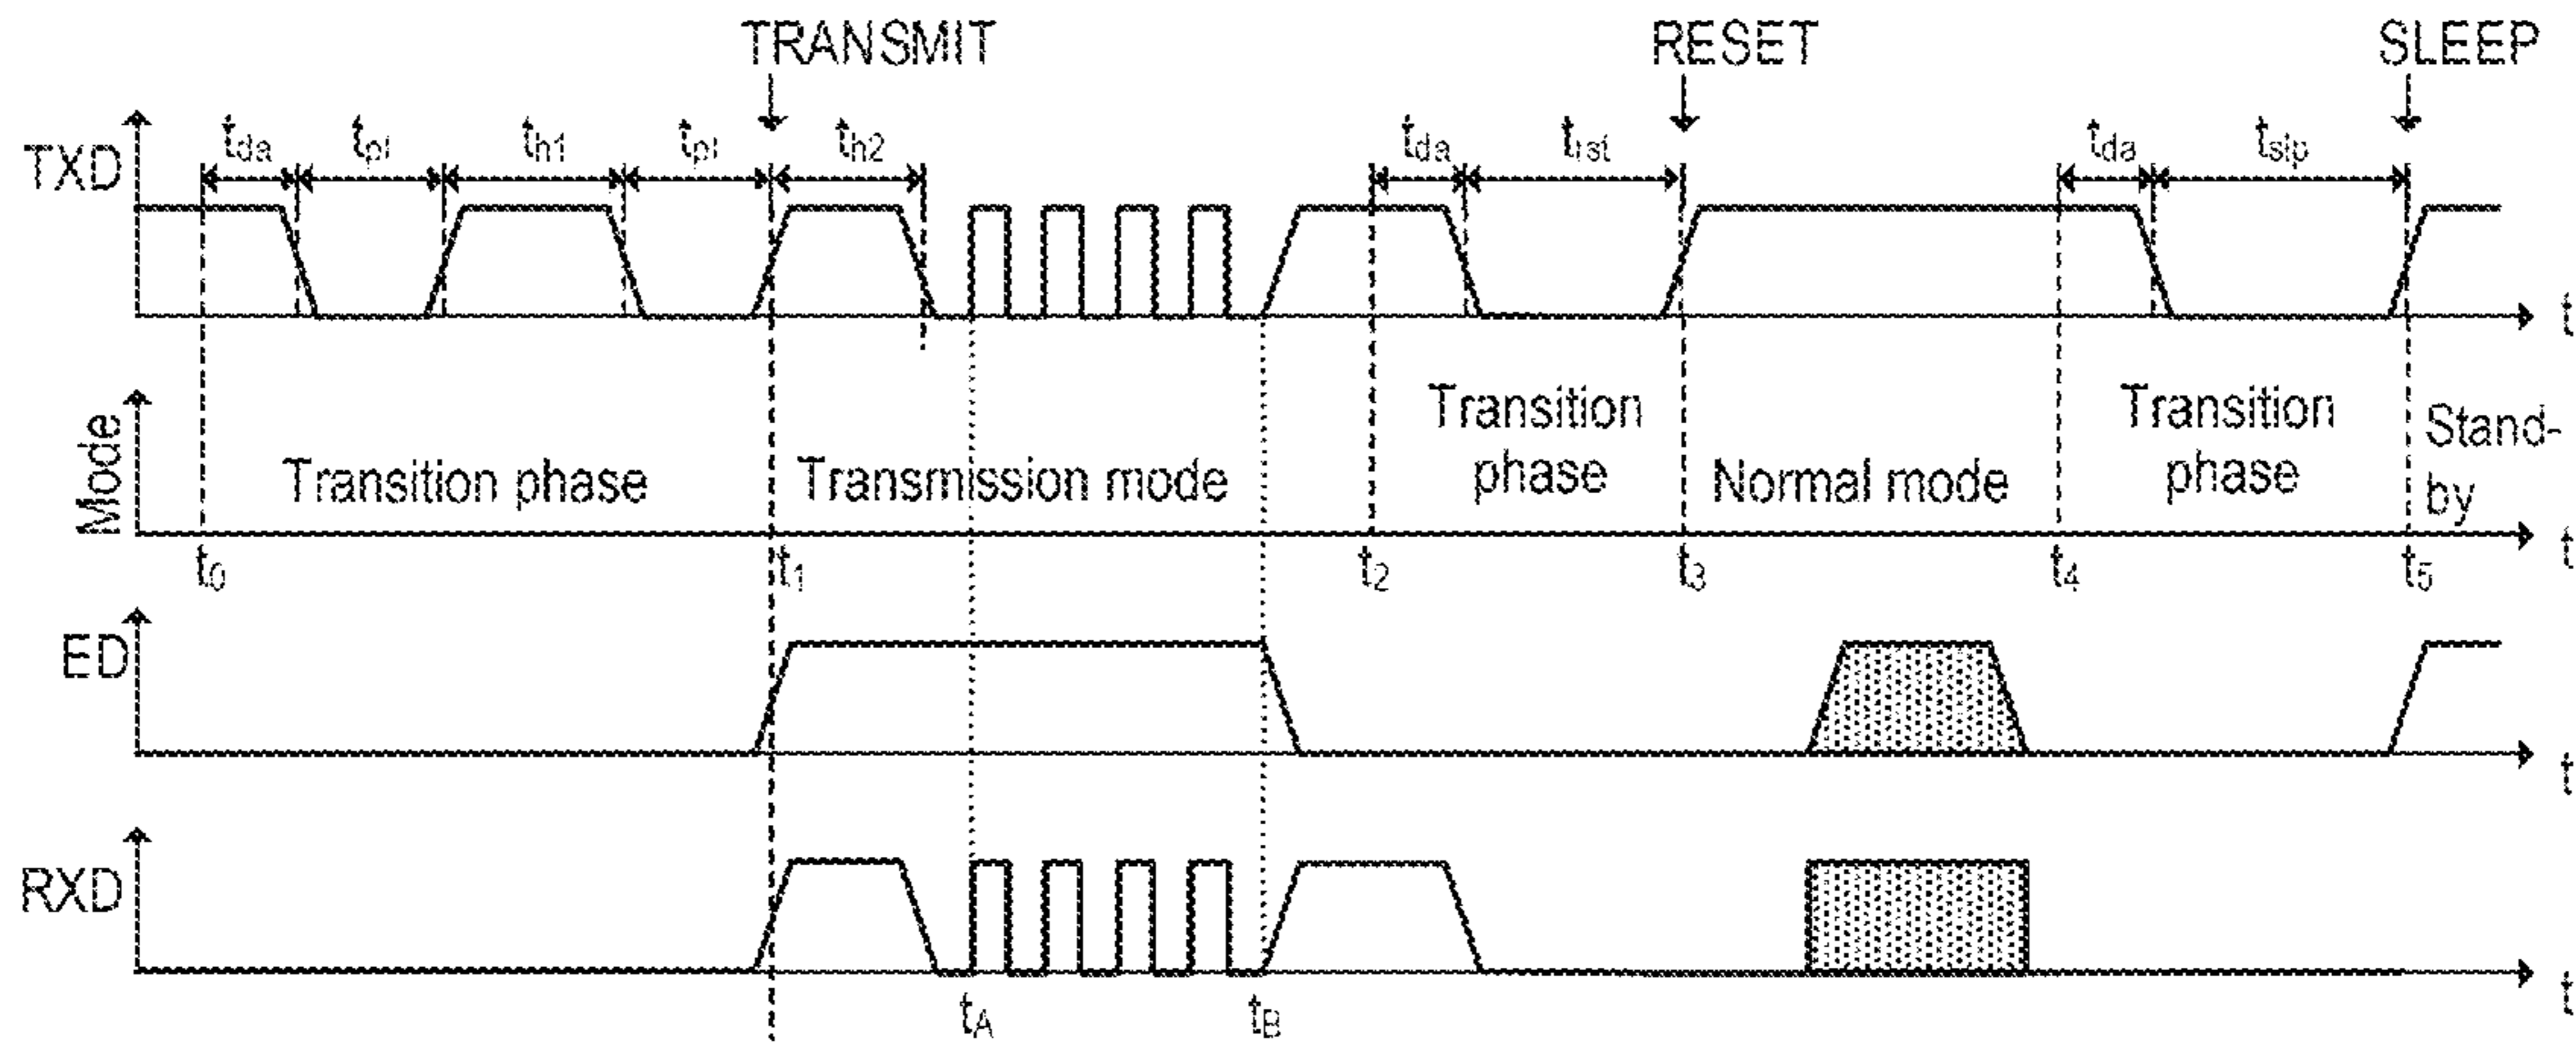 TRANSMIT RESET SLEEP
TXD tda tpl th1 tpl th2 tda trst tda tslp
t
Mode Transition phase Transmission mode Transition phase Normal mode Transition phase Stand-by
t
t0 t1 t2 t3 t4 t5
ED
t
RXD
t
tA tB